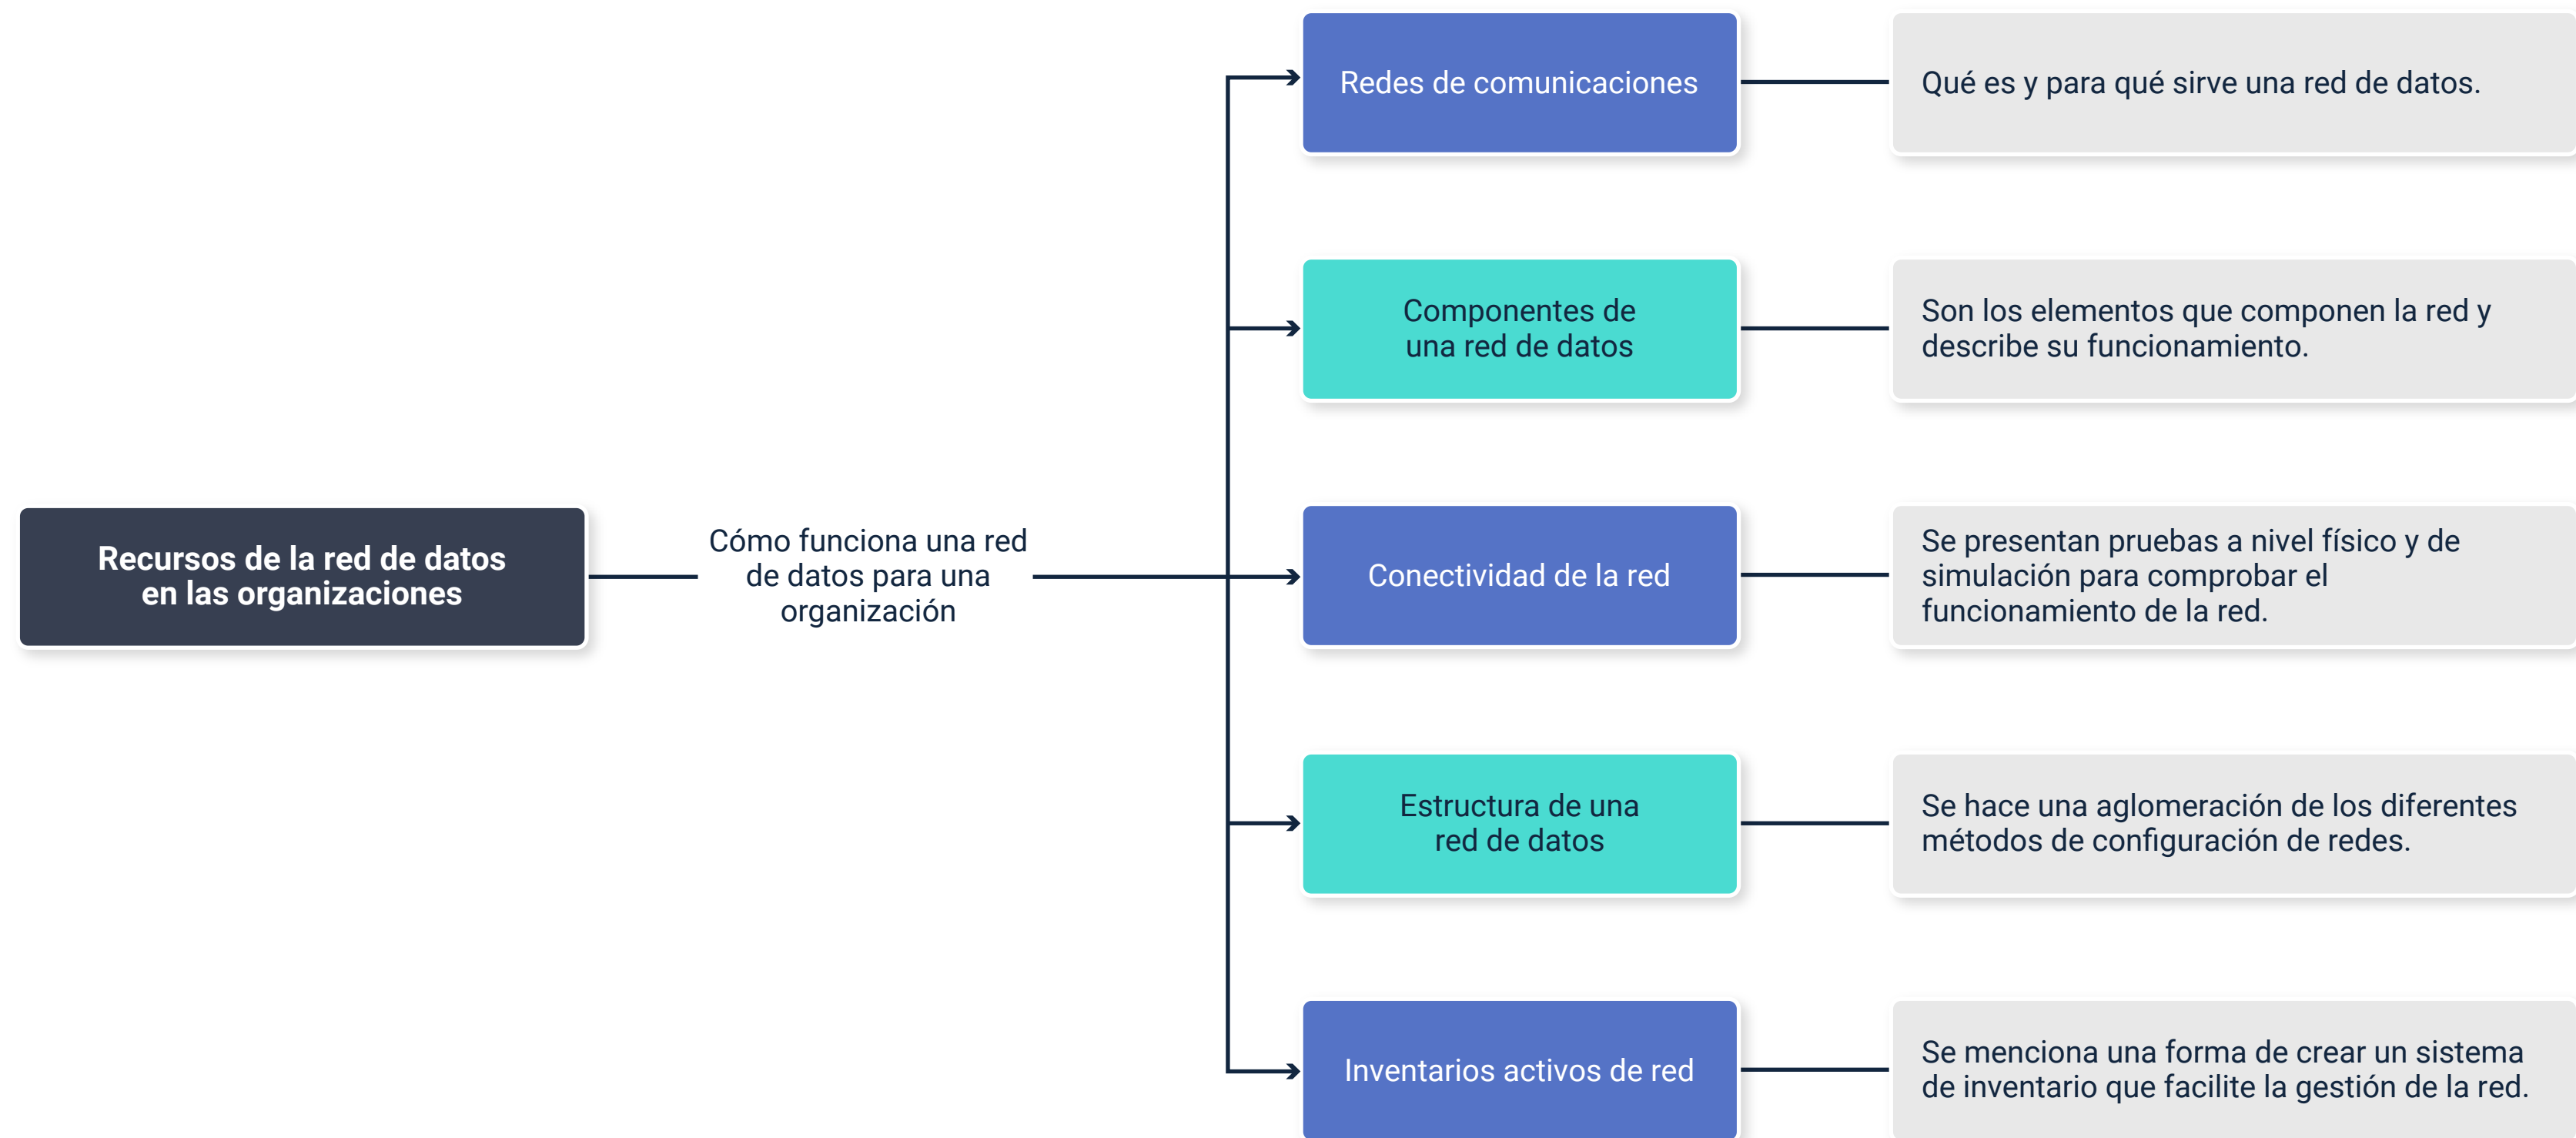 Recursos de la red de datos
en las organizaciones
Cómo funciona una red
de datos para una
organización
Redes de comunicaciones
Qué es y para qué sirve una red de datos.
Componentes de
una red de datos
Son los elementos que componen la red y
describe su funcionamiento.
Conectividad de la red
Se presentan pruebas a nivel físico y de
simulación para comprobar el
funcionamiento de la red.
Estructura de una
red de datos
Se hace una aglomeración de los diferentes
métodos de configuración de redes.
Inventarios activos de red
Se menciona una forma de crear un sistema
de inventario que facilite la gestión de la red.